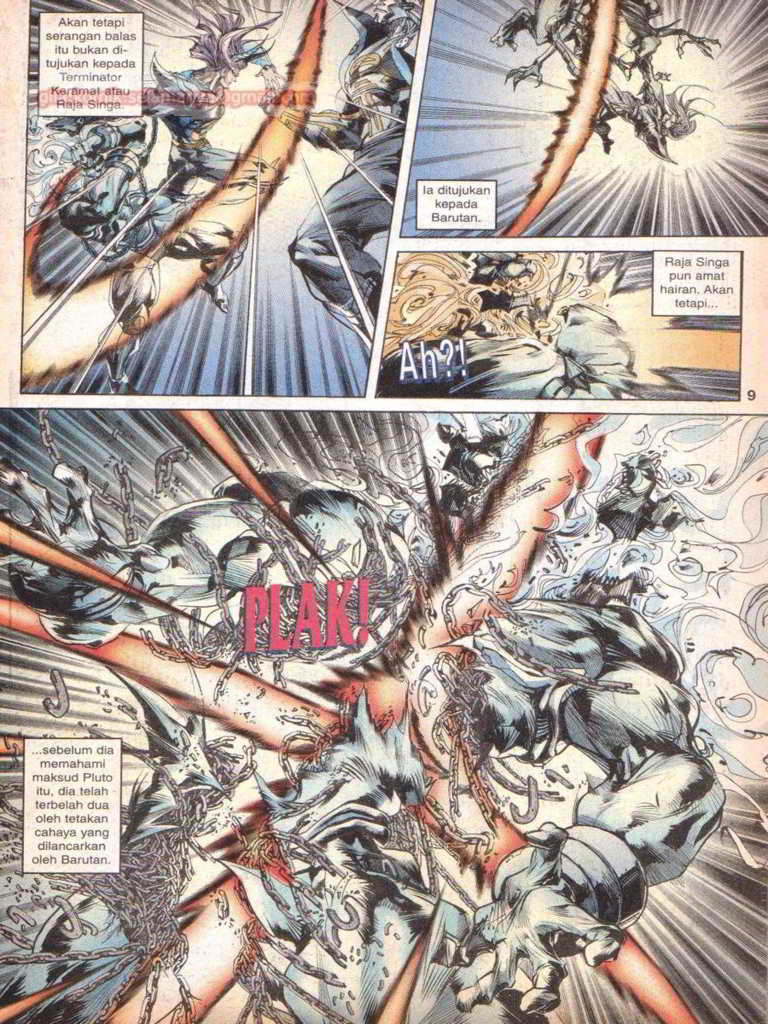 Akan tetapi
serangan balas
itu bukan di-
tujukan kepada
Terminator
Keramal atau
Raja Singa.
Ia ditujukan
kepada
Barutan.
Raja Singa
pun amat
hairan. Akan
tetapi...
Ah?!
9
PLAK!
...sebelum dia
memahami
maksud Pluto
itu, dia telah
terbelah dua
oleh tetakan
cahaya yang
dilancarkan
oleh Barutan.